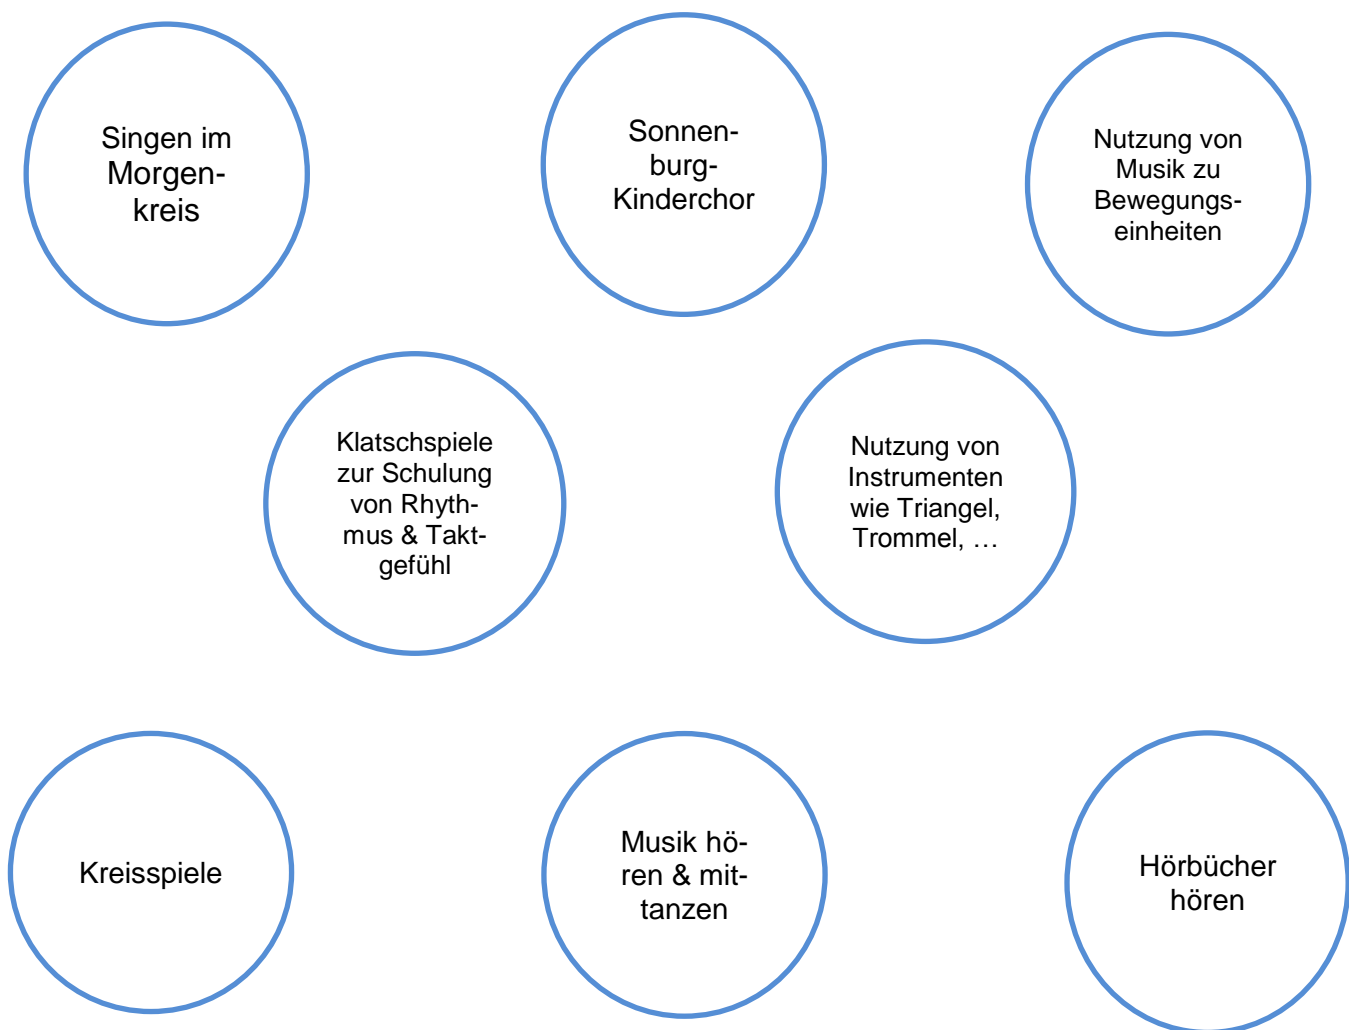 Singen im
Morgen-
kreis
Sonnen-
burg-
Kinderchor
Nutzung von
Musik zu
Bewegungs-
einheiten
Klatschspiele
zur Schulung
von Rhyth-
mus & Takt-
gefühl
Nutzung von
Instrumenten
wie Triangel,
Trommel, …
Kreisspiele
Musik hö-
ren & mit-
tanzen
Hörbücher
hören